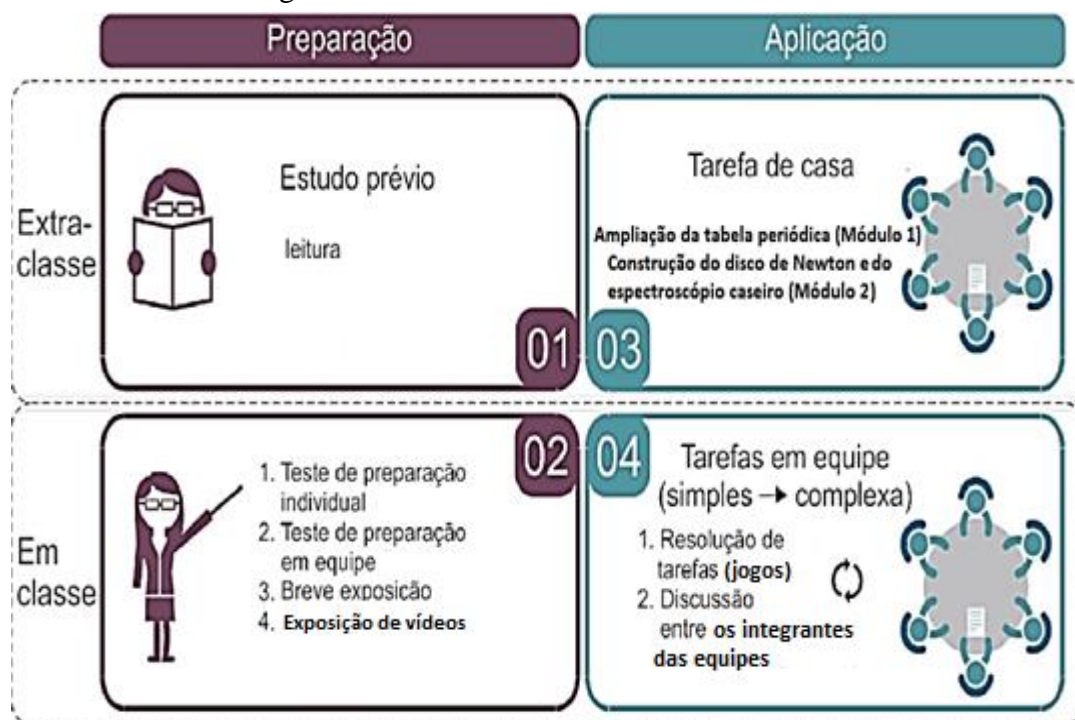 Preparação
Aplicação
Extra-
classe
Estudo prévio
leitura
01
Tarefa de casa
Ampliação da tabela periódica (Módulo 1)
Construção do disco de Newton e do
espectroscópio caseiro (Módulo 2)
03
Em
classe
02
1. Teste de preparação
individual
2. Teste de preparação
em equipe
3. Breve exposição
4. Exposição de vídeos
04
Tarefas em equipe
(simples → complexa)
1. Resolução de
tarefas (jogos)
2. Discussão
entre os integrantes
das equipes